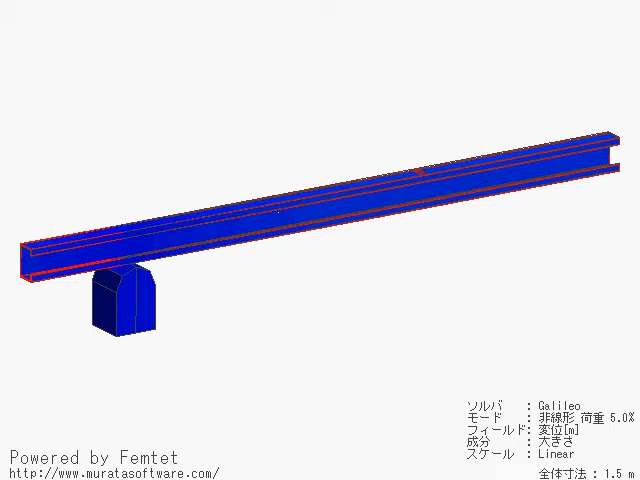 ソルバ : Galileo
モード : 非線形 荷重 5.0%
フィールド: 変位[m]
成分 : 大きさ
スケール : Linear
Powered by Femtet
http://www.muratasoftware.com/
全体寸法 : 1.5 m